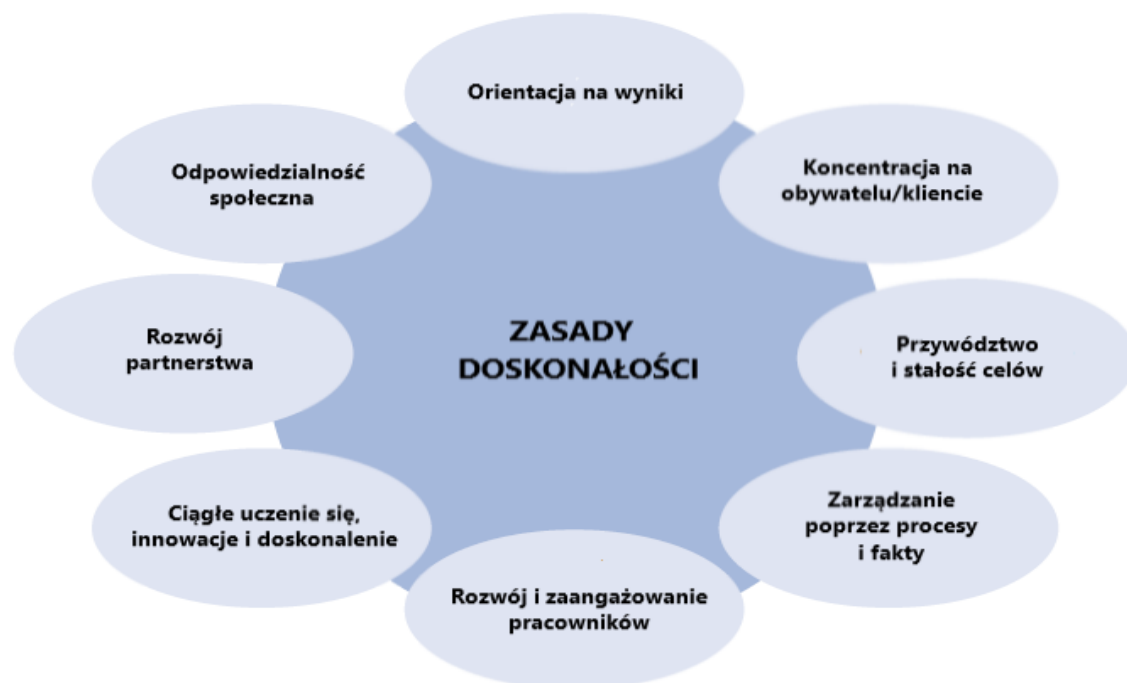 Orientacja na wyniki
Koncentracja na
obywatelu/kliencie
Przywództwo
i stałość celów
Zarządzanie
poprzez procesy
i fakty
Rozwój i zaangażowanie
pracowników
Ciągłe uczenie się,
innowacje i doskonalenie
Rozwój
partnerstwa
Odpowiedzialność
społeczna
ZASADY
DOSKONAŁOŚCI